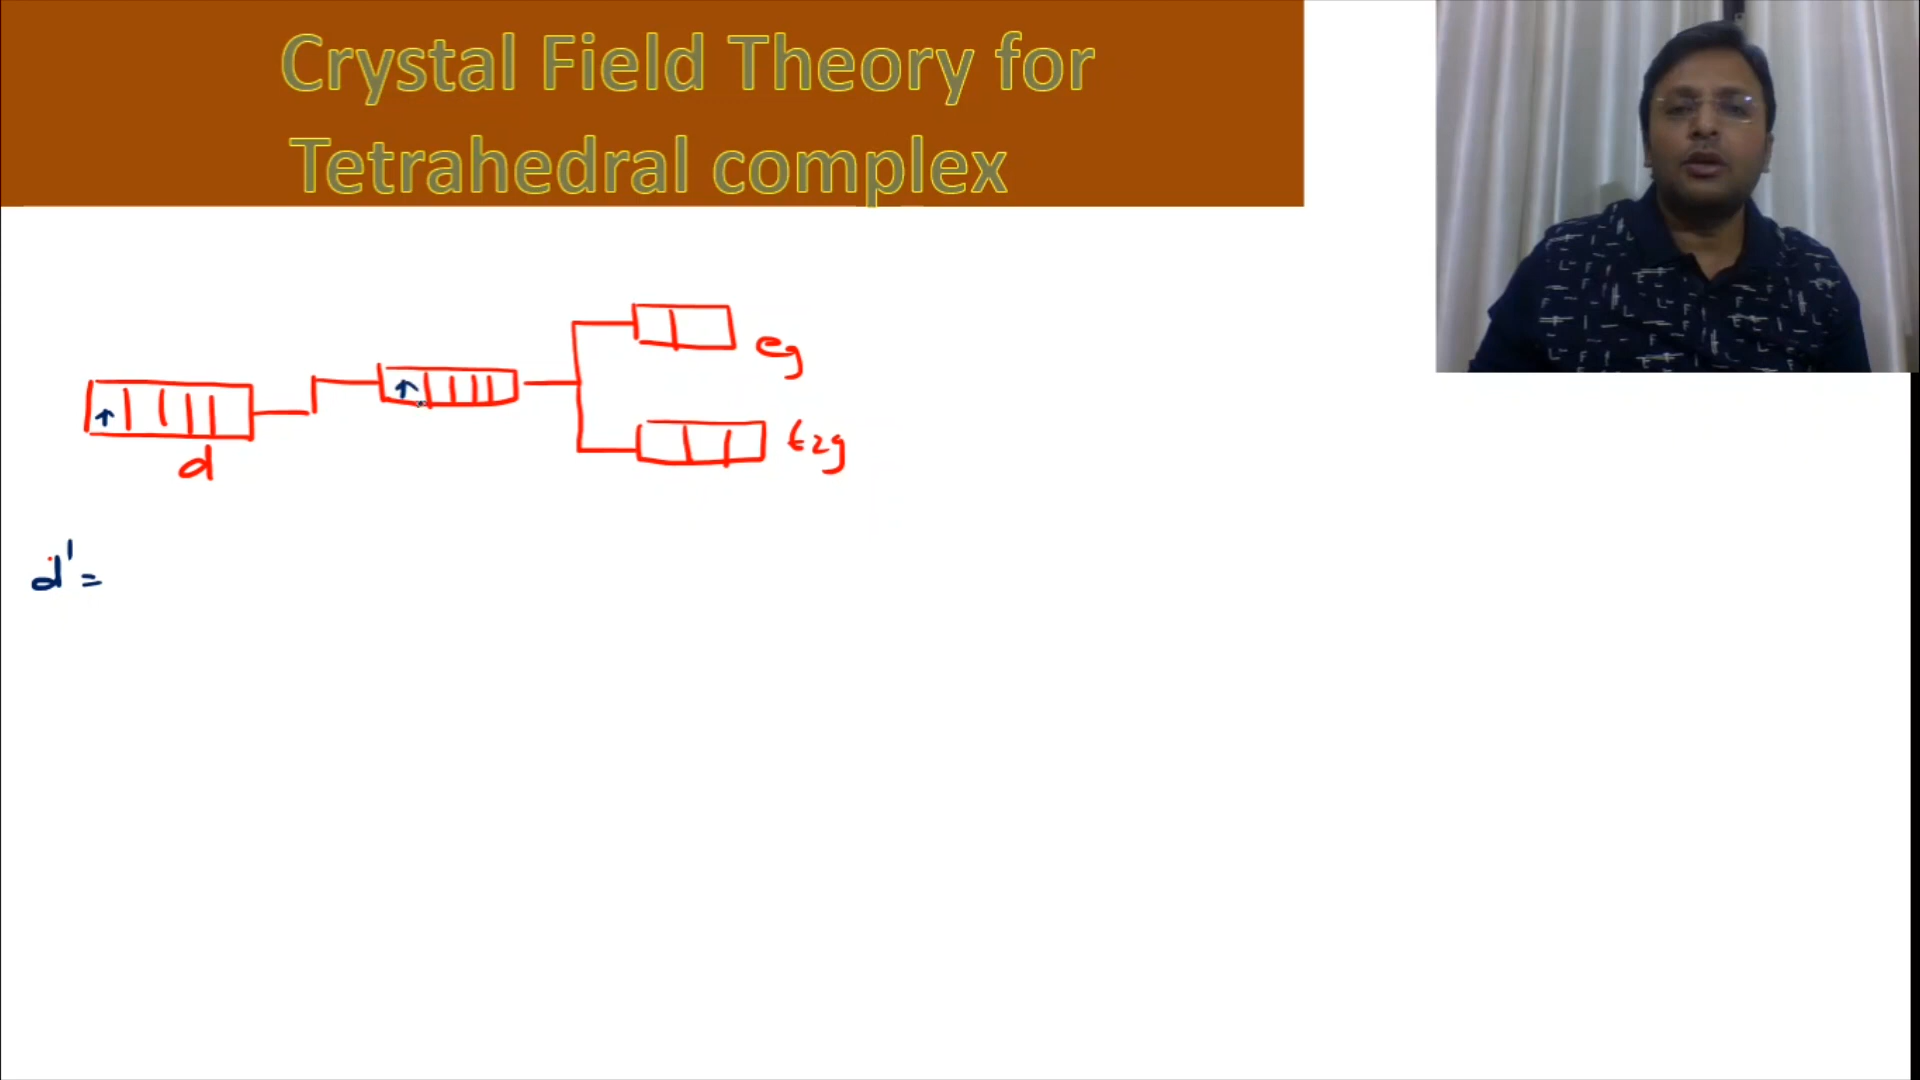 Crystal Field Theory for
Tetrahedral complex
eg
t2g
d
d¹=